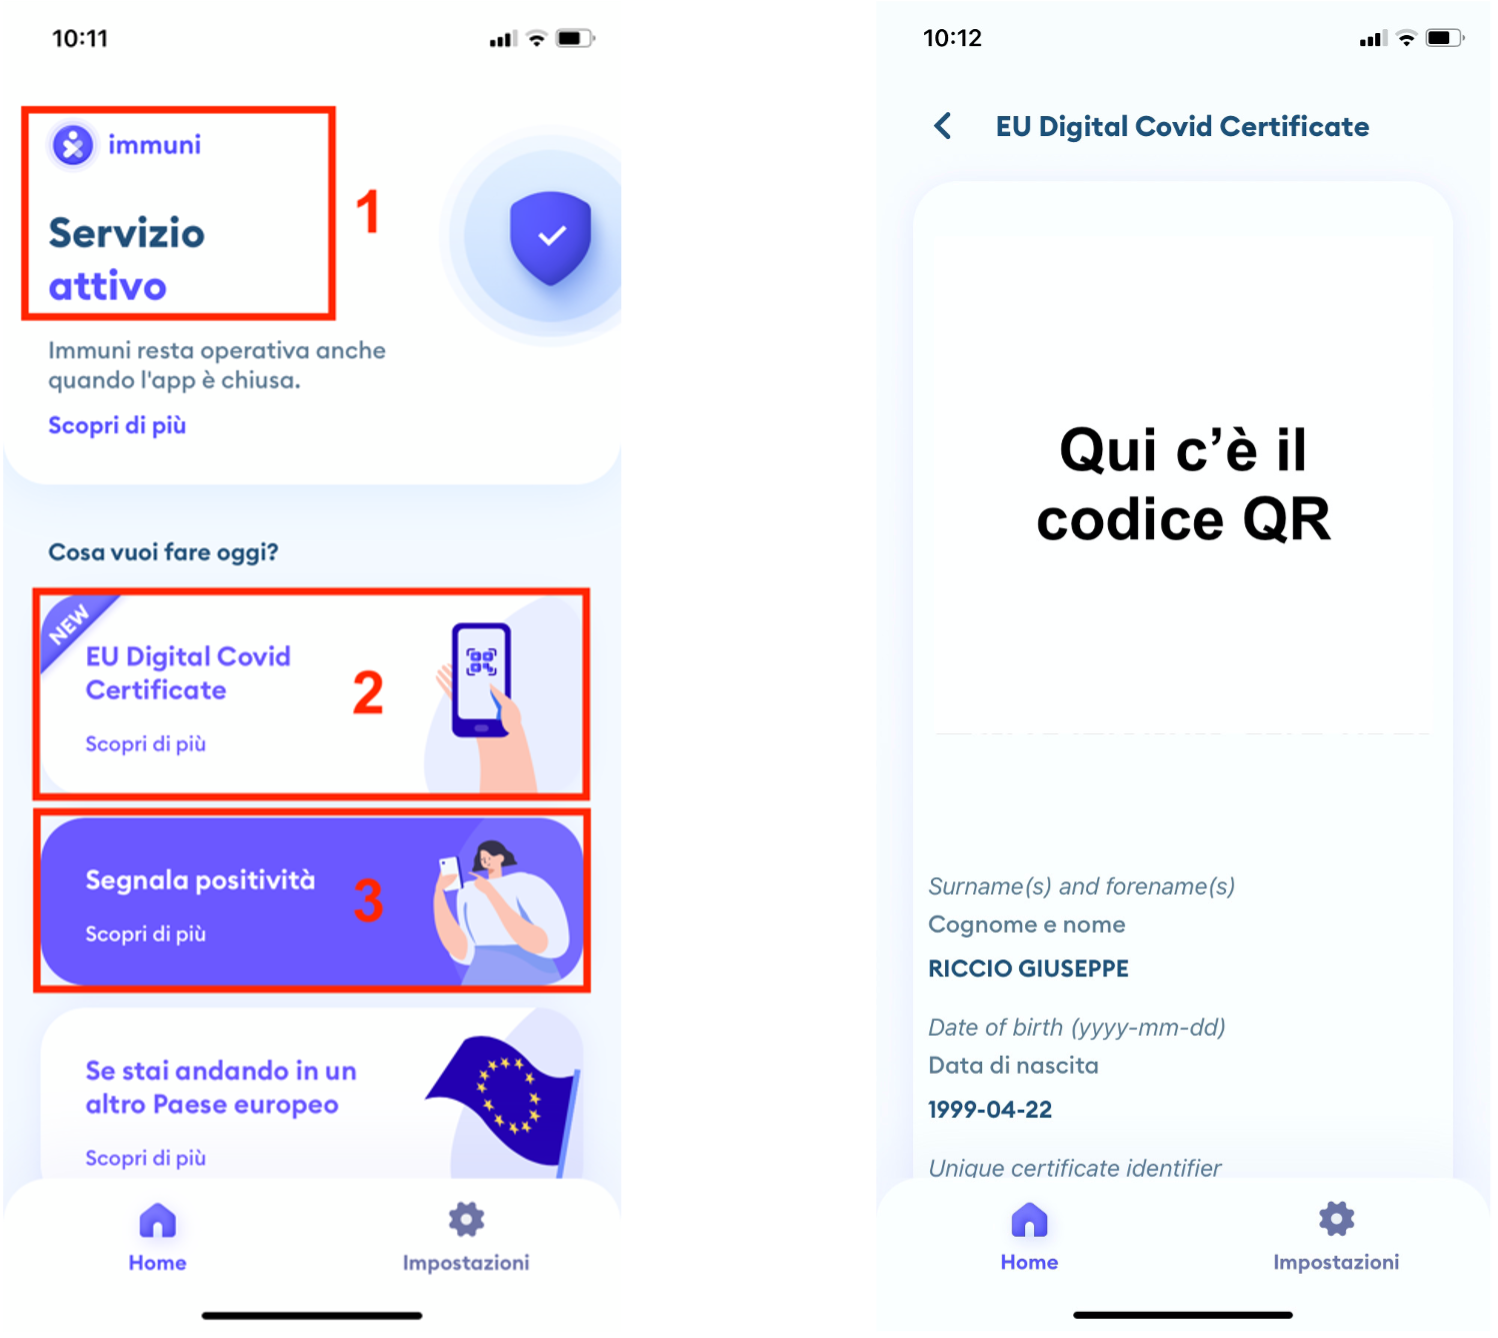 10:11
immuni
Servizio
attivo
1
Immuni resta operativa anche
quando l'app è chiusa.
Scopri di più
Cosa vuoi fare oggi?
NEW
EU Digital Covid
Certificate
2
Scopri di più
Segnala positività
3
Scopri di più
Se stai andando in un
altro Paese europeo
Scopri di più
Home
Impostazioni
10:12
EU Digital Covid Certificate
Qui c’è il
codice QR
Surname(s) and forename(s)
Cognome e nome
RICCIO GIUSEPPE
Date of birth (yyyy-mm-dd)
Data di nascita
1999-04-22
Unique certificate identifier
Home
Impostazioni